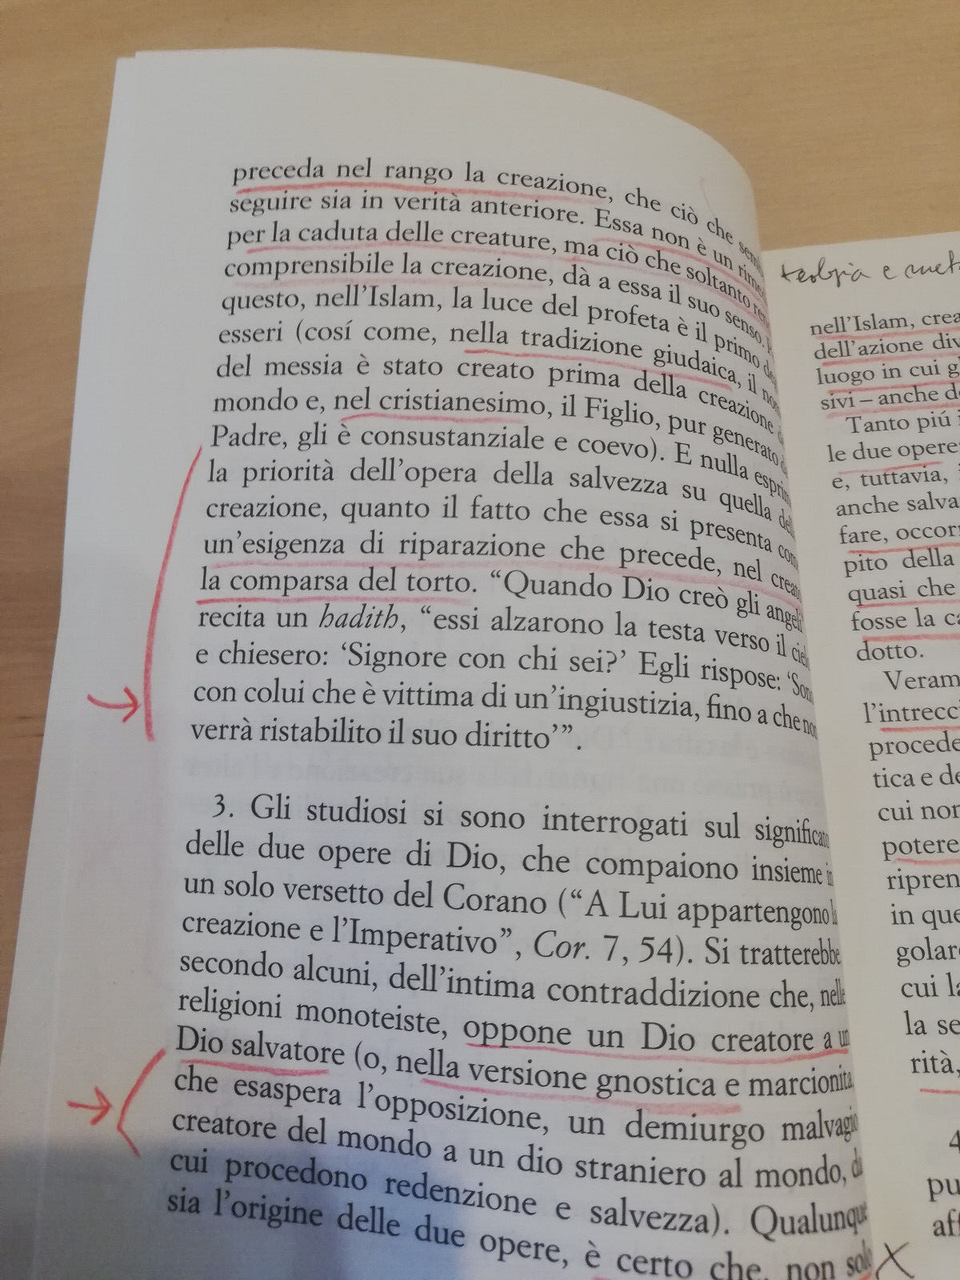 preceda nel rango la creazione, che ciò che
seguire sia in verità anteriore. Essa non è un
per la caduta delle creature, ma ciò che soltanto
comprensibile la creazione, dà a essa il suo senso.
questo, nell'Islam, la luce del profeta è il primo
esseri (cosí come, nella tradizione giudaica, il
del messia è stato creato prima della creazione
mondo e, nel cristianesimo, il Figlio, pur generato
Padre, gli è consustanziale e coevo). E nulla
la priorità dell'opera della salvezza su quella
creazione, quanto il fatto che essa si presenta
un'esigenza di riparazione che precede, nel
la comparsa del torto. "Quando Dio creò gli
recita un hadith, "essi alzarono la testa verso il
e chiesero: 'Signore con chi sei?' Egli rispose:
con colui che è vittima di un'ingiustizia, fino a che
verrà ristabilito il suo diritto'".
3. Gli studiosi si sono interrogati sul
delle due opere di Dio, che compaiono insieme
un solo versetto del Corano ("A Lui appartengono
creazione e l'Imperativo", Cor. 7, 54). Si tratterebbe
secondo alcuni, dell'intima contraddizione che,
religioni monoteiste, oppone un Dio creatore a un
Dio salvatore (o, nella versione gnostica e marcionita
che esaspera l'opposizione, un demiurgo
creatore del mondo a un dio straniero al mondo,
cui procedono redenzione e salvezza). Qualunque
sia l'origine delle due opere, è certo che, non
teologia e
nell'Islam,
dell'azione
luogo in cui
sivi – anche
Tanto piú
le due opere
e, tuttavia,
anche
fare,
pito della
quasi che
fosse la
dotto.
tica e
cui non
potere
in
cui
la
rità,